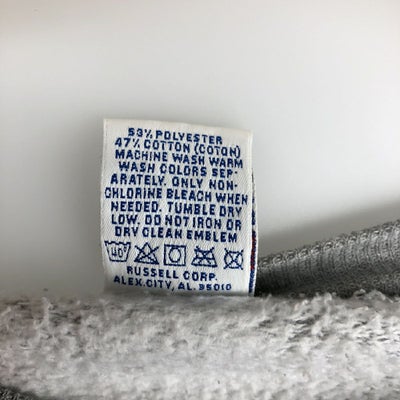 53% POLYESTER
47% COTTON (COTON)
MACHINE WASH WARM
WASH COLORS SEP-
ARATELY. ONLY NON-
CHLORINE BLEACH WHEN
NEEDED. TUMBLE DRY
LOW. DO NOT IRON OR
DRY CLEAN EMBLEM
40°
RUSSELL CORP.
ALEX.CITY, AL. 35010